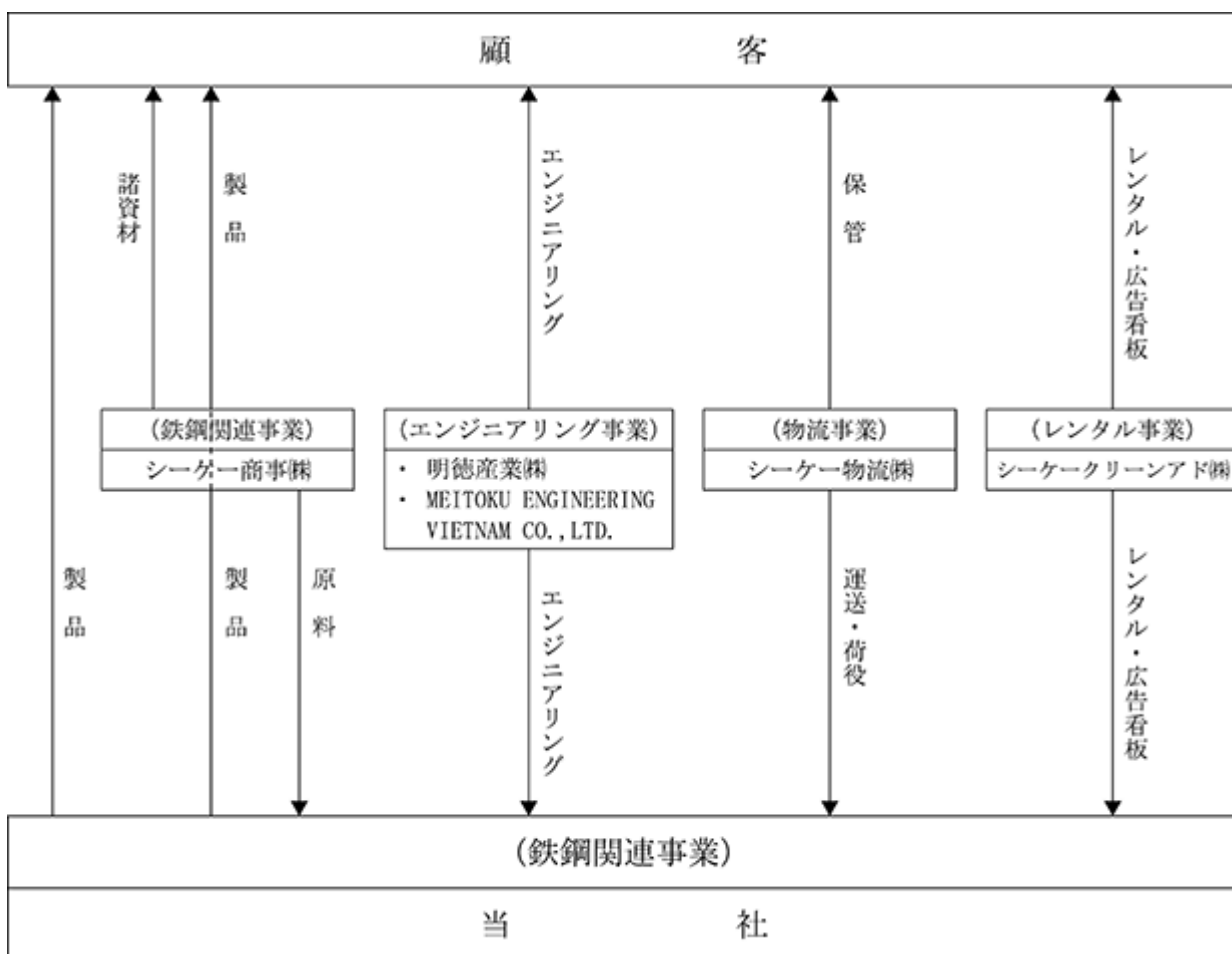 顧客
諸資材
製品
エンジニアリング
保管
レンタル・広告看板
(鉄鋼関連事業)
シーケー商事㈱
(エンジニアリング事業)
・ 明徳産業㈱
・ MEITOKU ENGINEERING
VIETNAM CO.,LTD.
(物流事業)
シーケー物流㈱
(レンタル事業)
シーケークリーンアド㈱
製品
製品
原料
エンジニアリング
運送・荷役
レンタル・広告看板
(鉄鋼関連事業)
当社